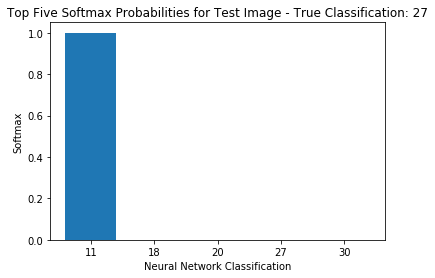 Top Five Softmax Probabilities for Test Image - True Classification: 27
1.0
0.8
0.6
0.4
0.2
0.0
Softmax
11 18 20 27 30
Neural Network Classification